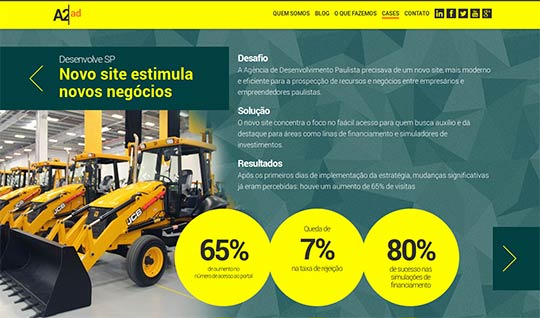 A2 ad
QUEM SOMOS BLOG O QUE FAZEMOS CASES CONTATO
Desenvolve SP
Novo site estimula
novos negócios
Desafio
A Agência de Desenvolvimento Paulista precisava de um novo site, mais moderno
e eficiente para a prospecção de recursos e negócios entre empresários e
empreendedores paulistas.
Solução
O novo site concentra o foco no faácil acesso para quem busca auxílio e dá
destaque para áreas como linhas de financiamento e simuladores de
investimentos.
Resultados
Após os primeiros dias de implementação da estratégia, mudanças significativas
já eram percebidas: houve um aumento de 65% de visitas
65%
de aumento no
número de acesso ao portal
Queda de
7%
na taxa de rejeição
80%
de sucesso nas
simulações de
financiamento
JCB